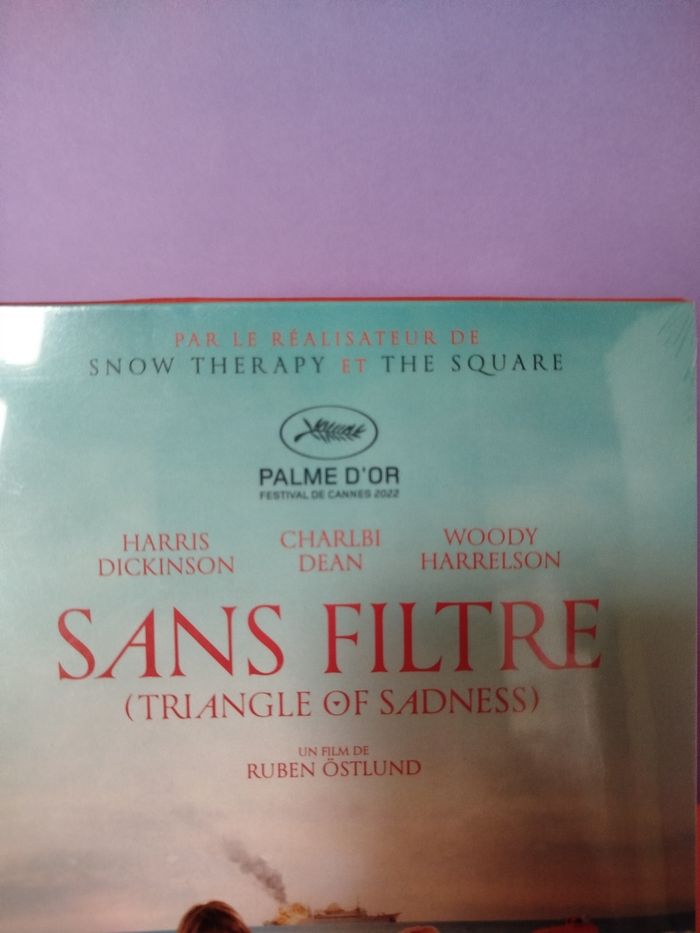 PAR LE RÉALISATEUR DE
SNOW THERAPY ET THE SQUARE
PALME D'OR
FESTIVAL DE CANNES 2022
HARRIS DICKINSON
CHARLBI DEAN
WOODY HARRELSON
SANS FILTRE
(TRIANGLE OF SADNESS)
UN FILM DE
RUBEN ÖSTLUND